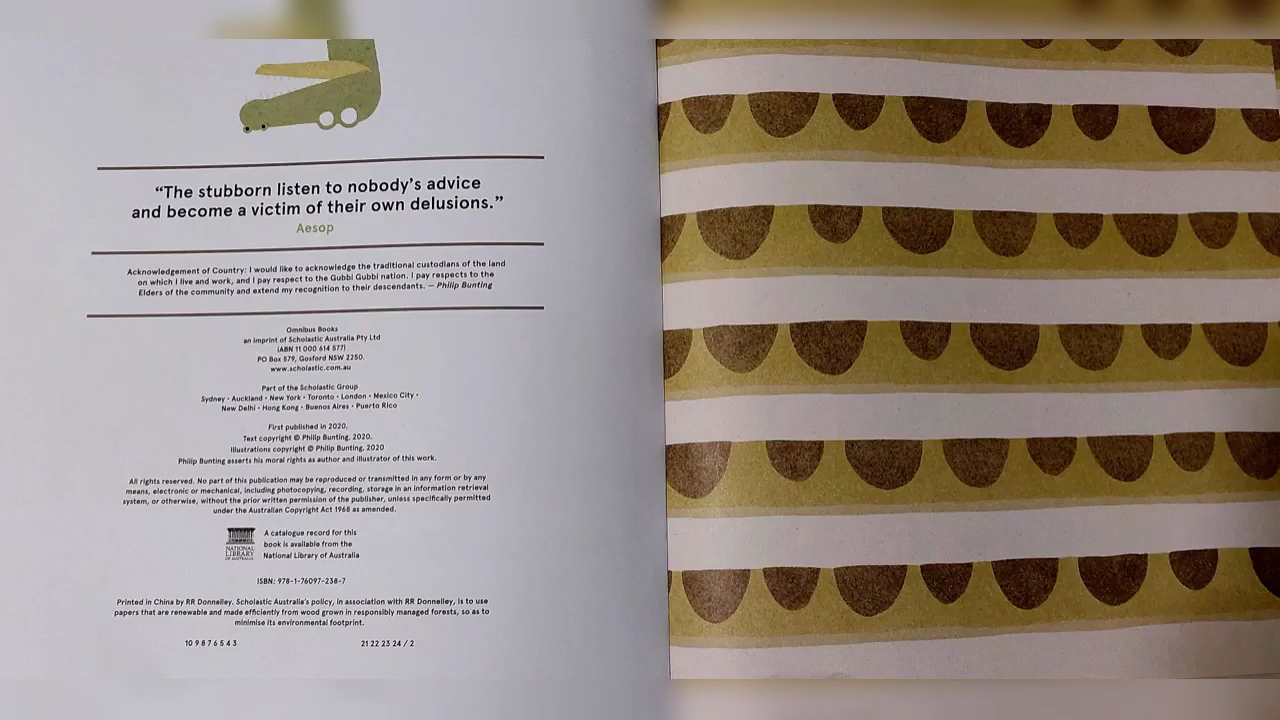 “The stubborn listen to nobody’s advice
and become a victim of their own delusions.”
Aesop
Acknowledgement of Country: I would like to acknowledge the traditional custodians of the land
on which I live and work, and I pay respect to the Gubbi Gubbi nation. I pay respects to the
Elders of the community and extend my recognition to their descendants. — Philip Bunting
Omnibus Books
an imprint of Scholastic Australia Pty Ltd
(ABN 11 000 614 577)
PO Box 579, Gosford NSW 2250.
www.scholastic.com.au
Part of the Scholastic Group
Sydney • Auckland • New York • Toronto • London • Mexico City •
New Delhi • Hong Kong • Buenos Aires • Puerto Rico
First published in 2020.
Text copyright © Philip Bunting, 2020.
Illustrations copyright © Philip Bunting, 2020
Philip Bunting asserts his moral rights as author and illustrator of this work.
All rights reserved. No part of this publication may be reproduced or transmitted in any form or by any
means, electronic or mechanical, including photocopying, recording, storage in an information retrieval
system, or otherwise, without the prior written permission of the publisher, unless specifically permitted
under the Australian Copyright Act 1968 as amended.
NATIONAL
LIBRARY
OF AUSTRALIA
A catalogue record for this
book is available from the
National Library of Australia
ISBN: 978-1-76097-238-7
Printed in China by RR Donnelley. Scholastic Australia’s policy, in association with RR Donnelley, is to use
papers that are renewable and made efficiently from wood grown in responsibly managed forests, so as to
minimise its environmental footprint.
10 9 8 7 6 5 4 3 21 22 23 24 / 2